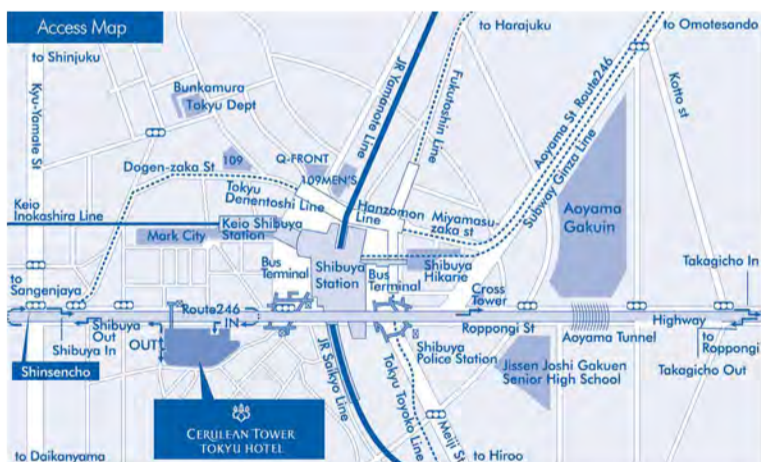 Access Map
to Shinjuku
Kyu-Yamate St
Bunkamura
Tokyu Dept
JR Yamanote Line
to Harajuku
Fukutoshin Line
to Omotesando
Aoyama St Route246
Subway Ginza Line
Kotto st
109
Q-FRONT
109MEN'S
Dogen-zaka St
Tokyu
Denentoshi Line
Hanzomon
Line
Miyamasu-
zaka st
Aoyama
Gakuin
Keio
Inokashira Line
Keio Shibuya
Station
Mark City
Bus
Terminal
Shibuya
Station
Bus
Terminal
Shibuya
Hikarie
Cross
Tower
to
Sangenjaya
Takagicho In
Route246
IN
Shibuya
Out
OUT
Shibuya In
Roppongi St
Highway
Aoyama Tunnel
to
Roppongi
Takagicho Out
Shinsencho
JR Saikyo Line
Shibuya
Police Station
Jissen Joshi Gakuen
Senior High School
Tokyu Toyoko Line
Meiji St
CERULEAN TOWER
TOKYU HOTEL
to Daikanyama
to Hiroo